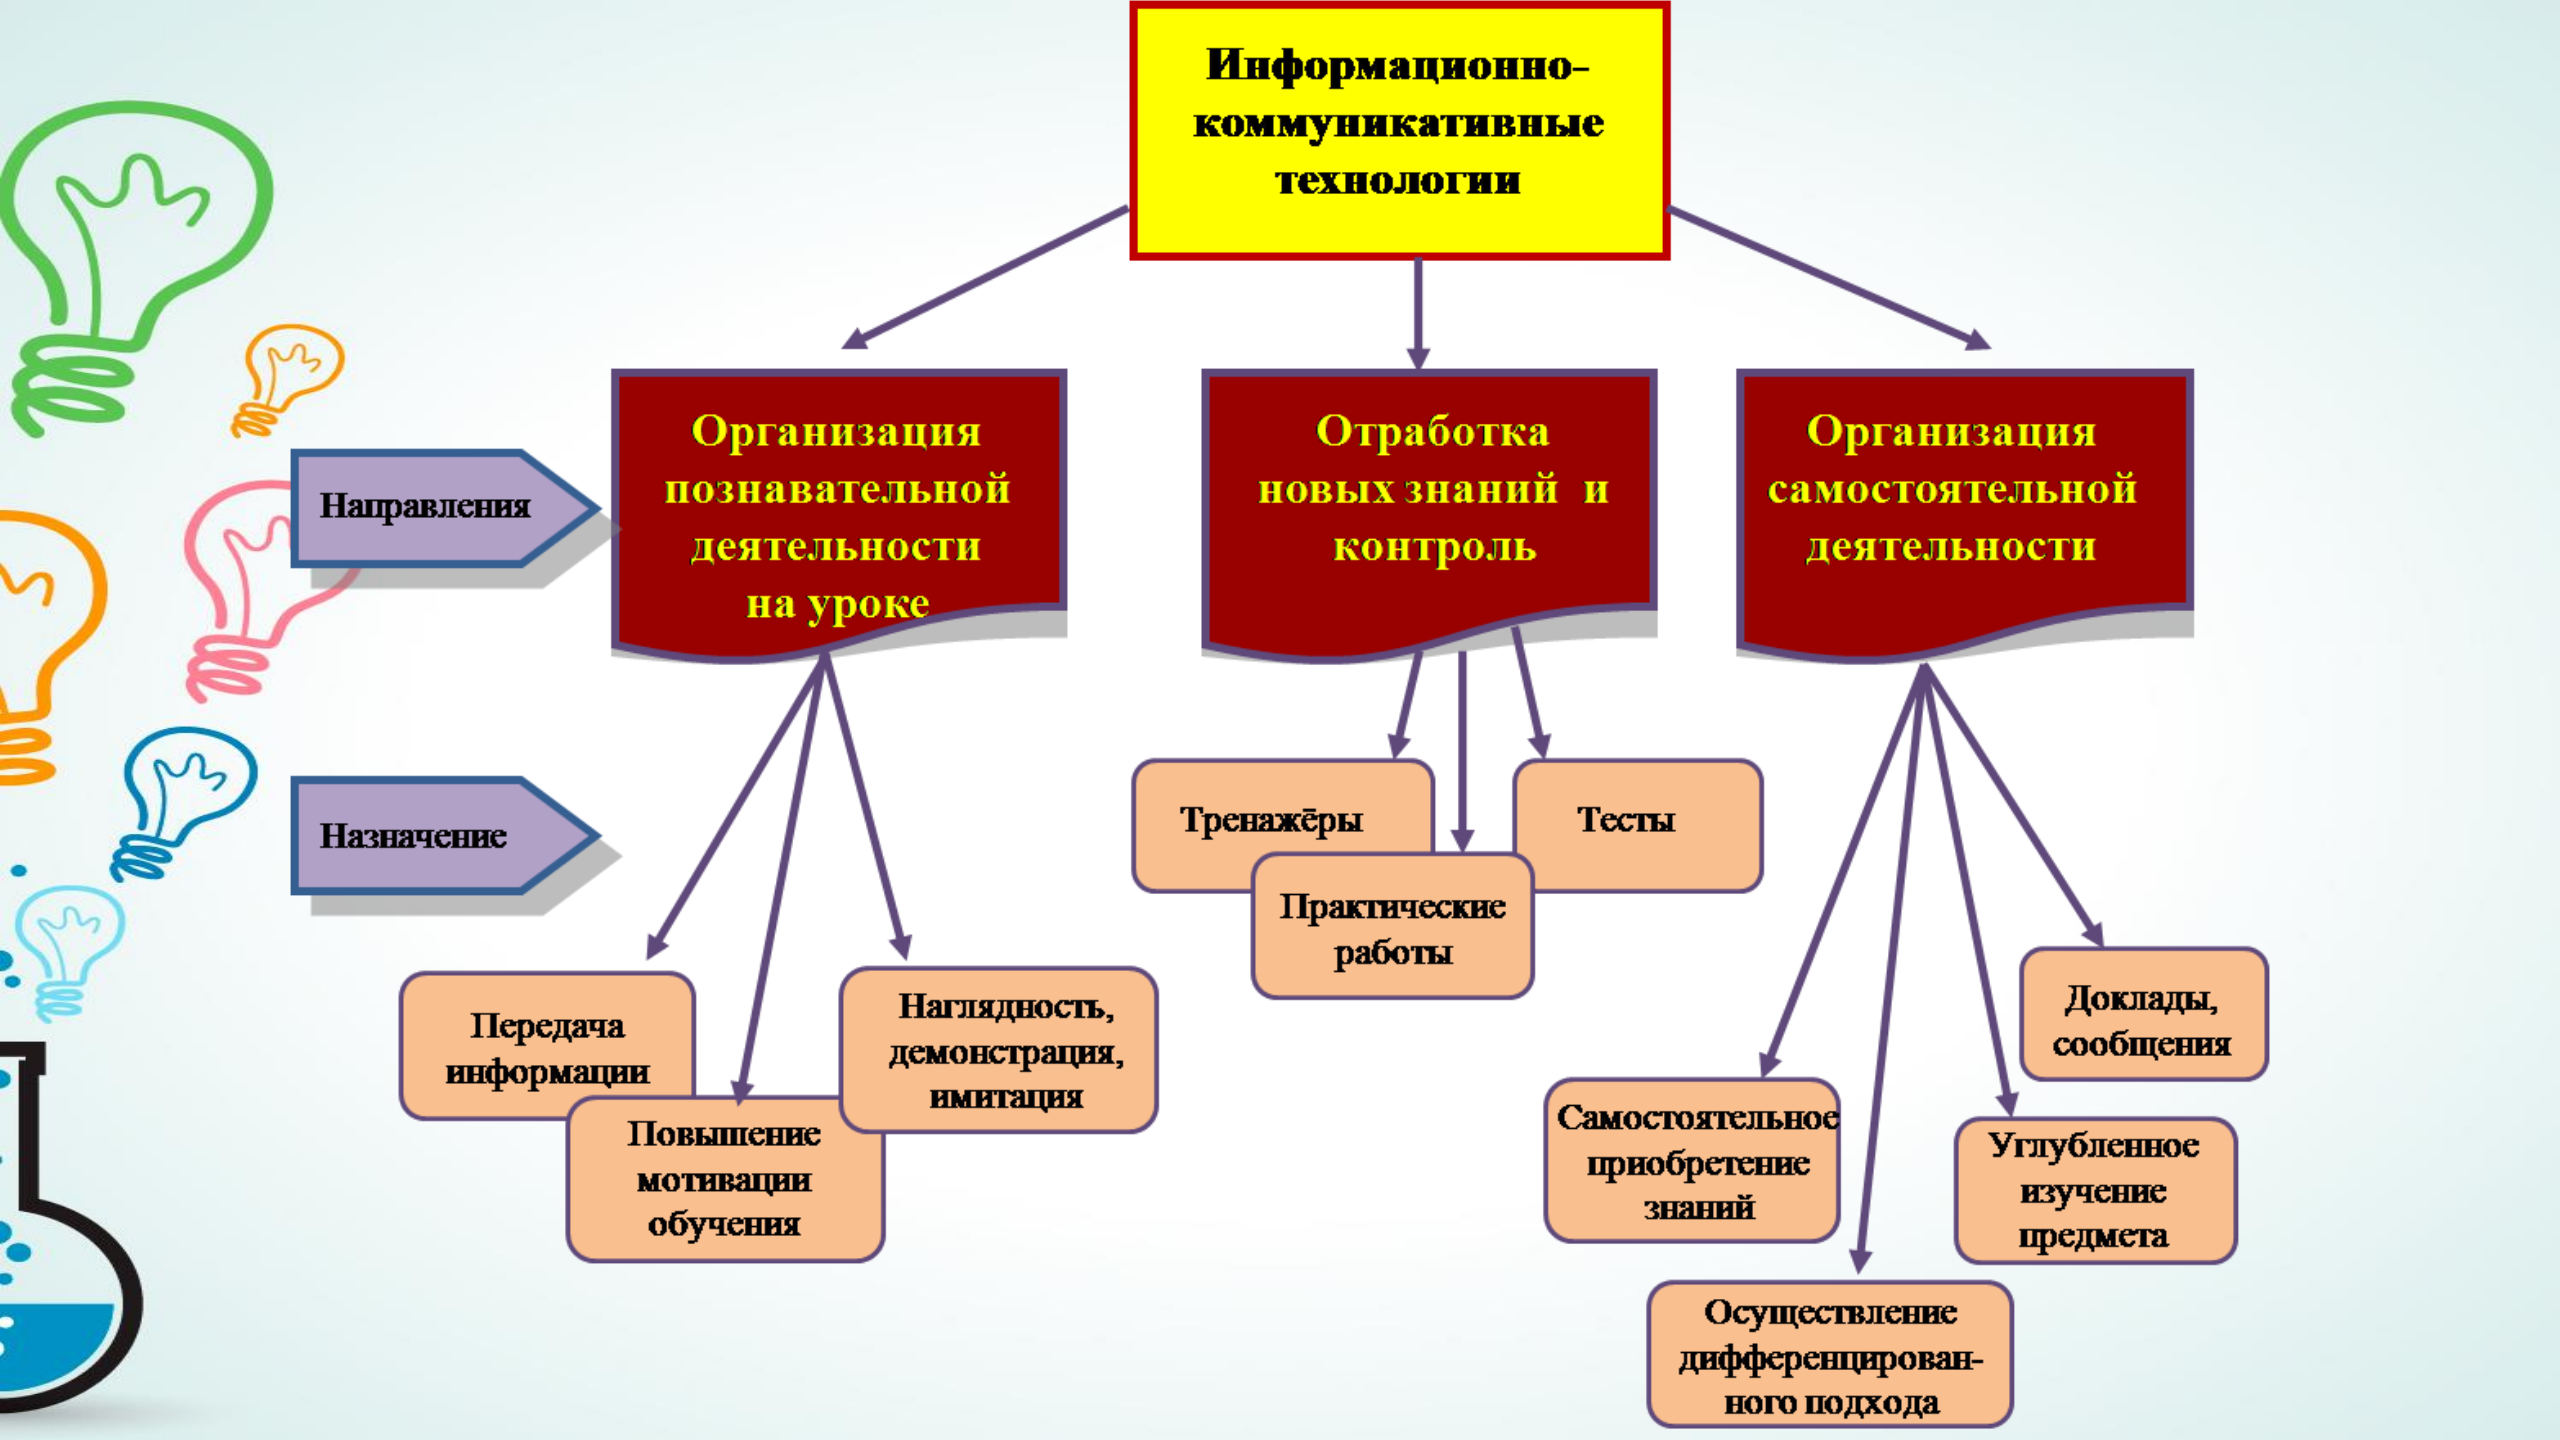 Информационно-
коммуникативные
технологии
Направления
Организация
познавательной
деятельности
на уроке
Отработка
новых знаний и
контроль
Организация
самостоятельной
деятельности
Назначение
Передача
информации
Повышение
мотивации
обучения
Наглядность,
демонстрация,
имитация
Тренажёры
Практические
работы
Тесты
Самостоятельное
приобретение
знаний
Осуществление
дифференцирован-
ного подхода
Углубленное
изучение
предмета
Доклады,
сообщения